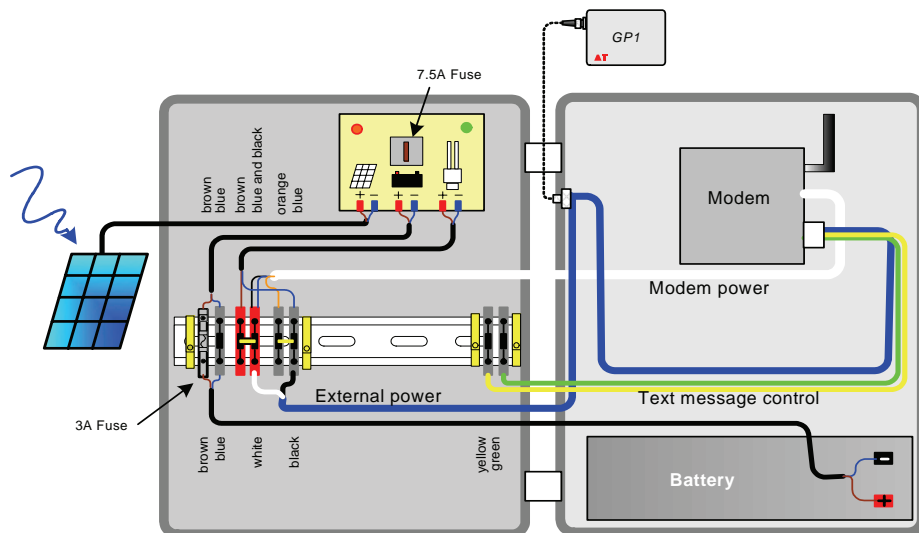 GP1
ΔT
7.5A Fuse
brown
blue
brown
blue and black
orange
blue
+ − + − + −
Modem
Modem power
External power
Text message control
3A Fuse
brown
blue
white
black
yellow
green
Battery
−
+